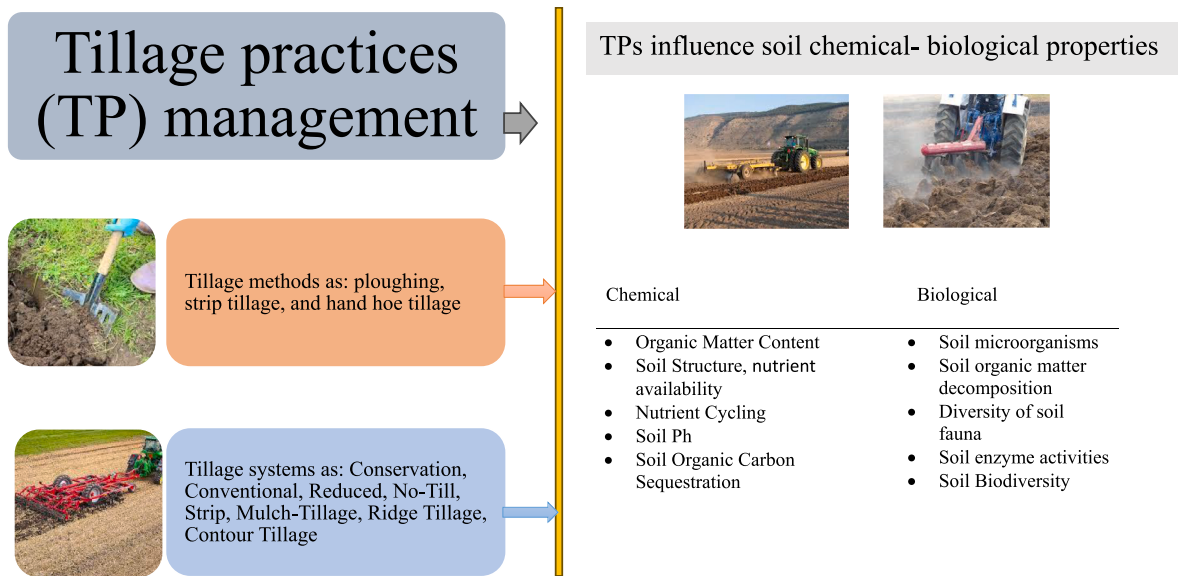 Tillage practices
(TP) management
Tillage methods as: ploughing,
strip tillage, and hand hoe tillage
Tillage systems as: Conservation,
Conventional, Reduced, No-Till,
Strip, Mulch-Tillage, Ridge Tillage,
Contour Tillage
TPs influence soil chemical- biological properties
Chemical
• Organic Matter Content
• Soil Structure, nutrient
availability
• Nutrient Cycling
• Soil Ph
• Soil Organic Carbon
Sequestration
Biological
• Soil microorganisms
• Soil organic matter
decomposition
• Diversity of soil
fauna
• Soil enzyme activities
• Soil Biodiversity